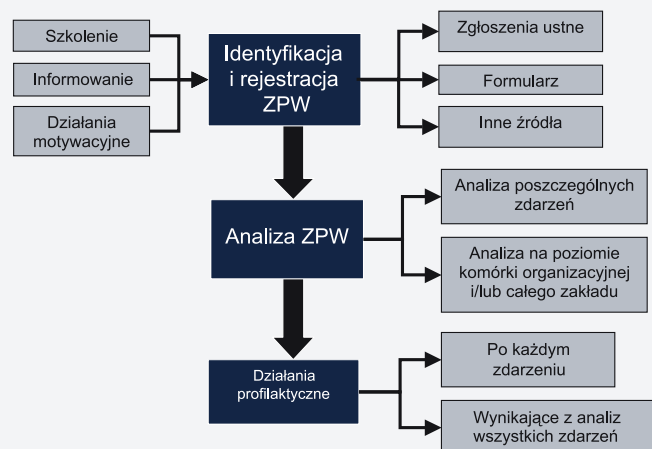 Szkolenie
Informowanie
Działania
motywacyjne
Identyfikacja
i rejestracja
ZPW
Zgłoszenia ustne
Formularz
Inne źródła
Analiza ZPW
Analiza poszczególnych
zdarzeń
Analiza na poziomie
komórki organizacyjnej
i/lub całego zakładu
Działania
profilaktyczne
Po każdym
zdarzeniu
Wynikające z analiz
wszystkich zdarzeń